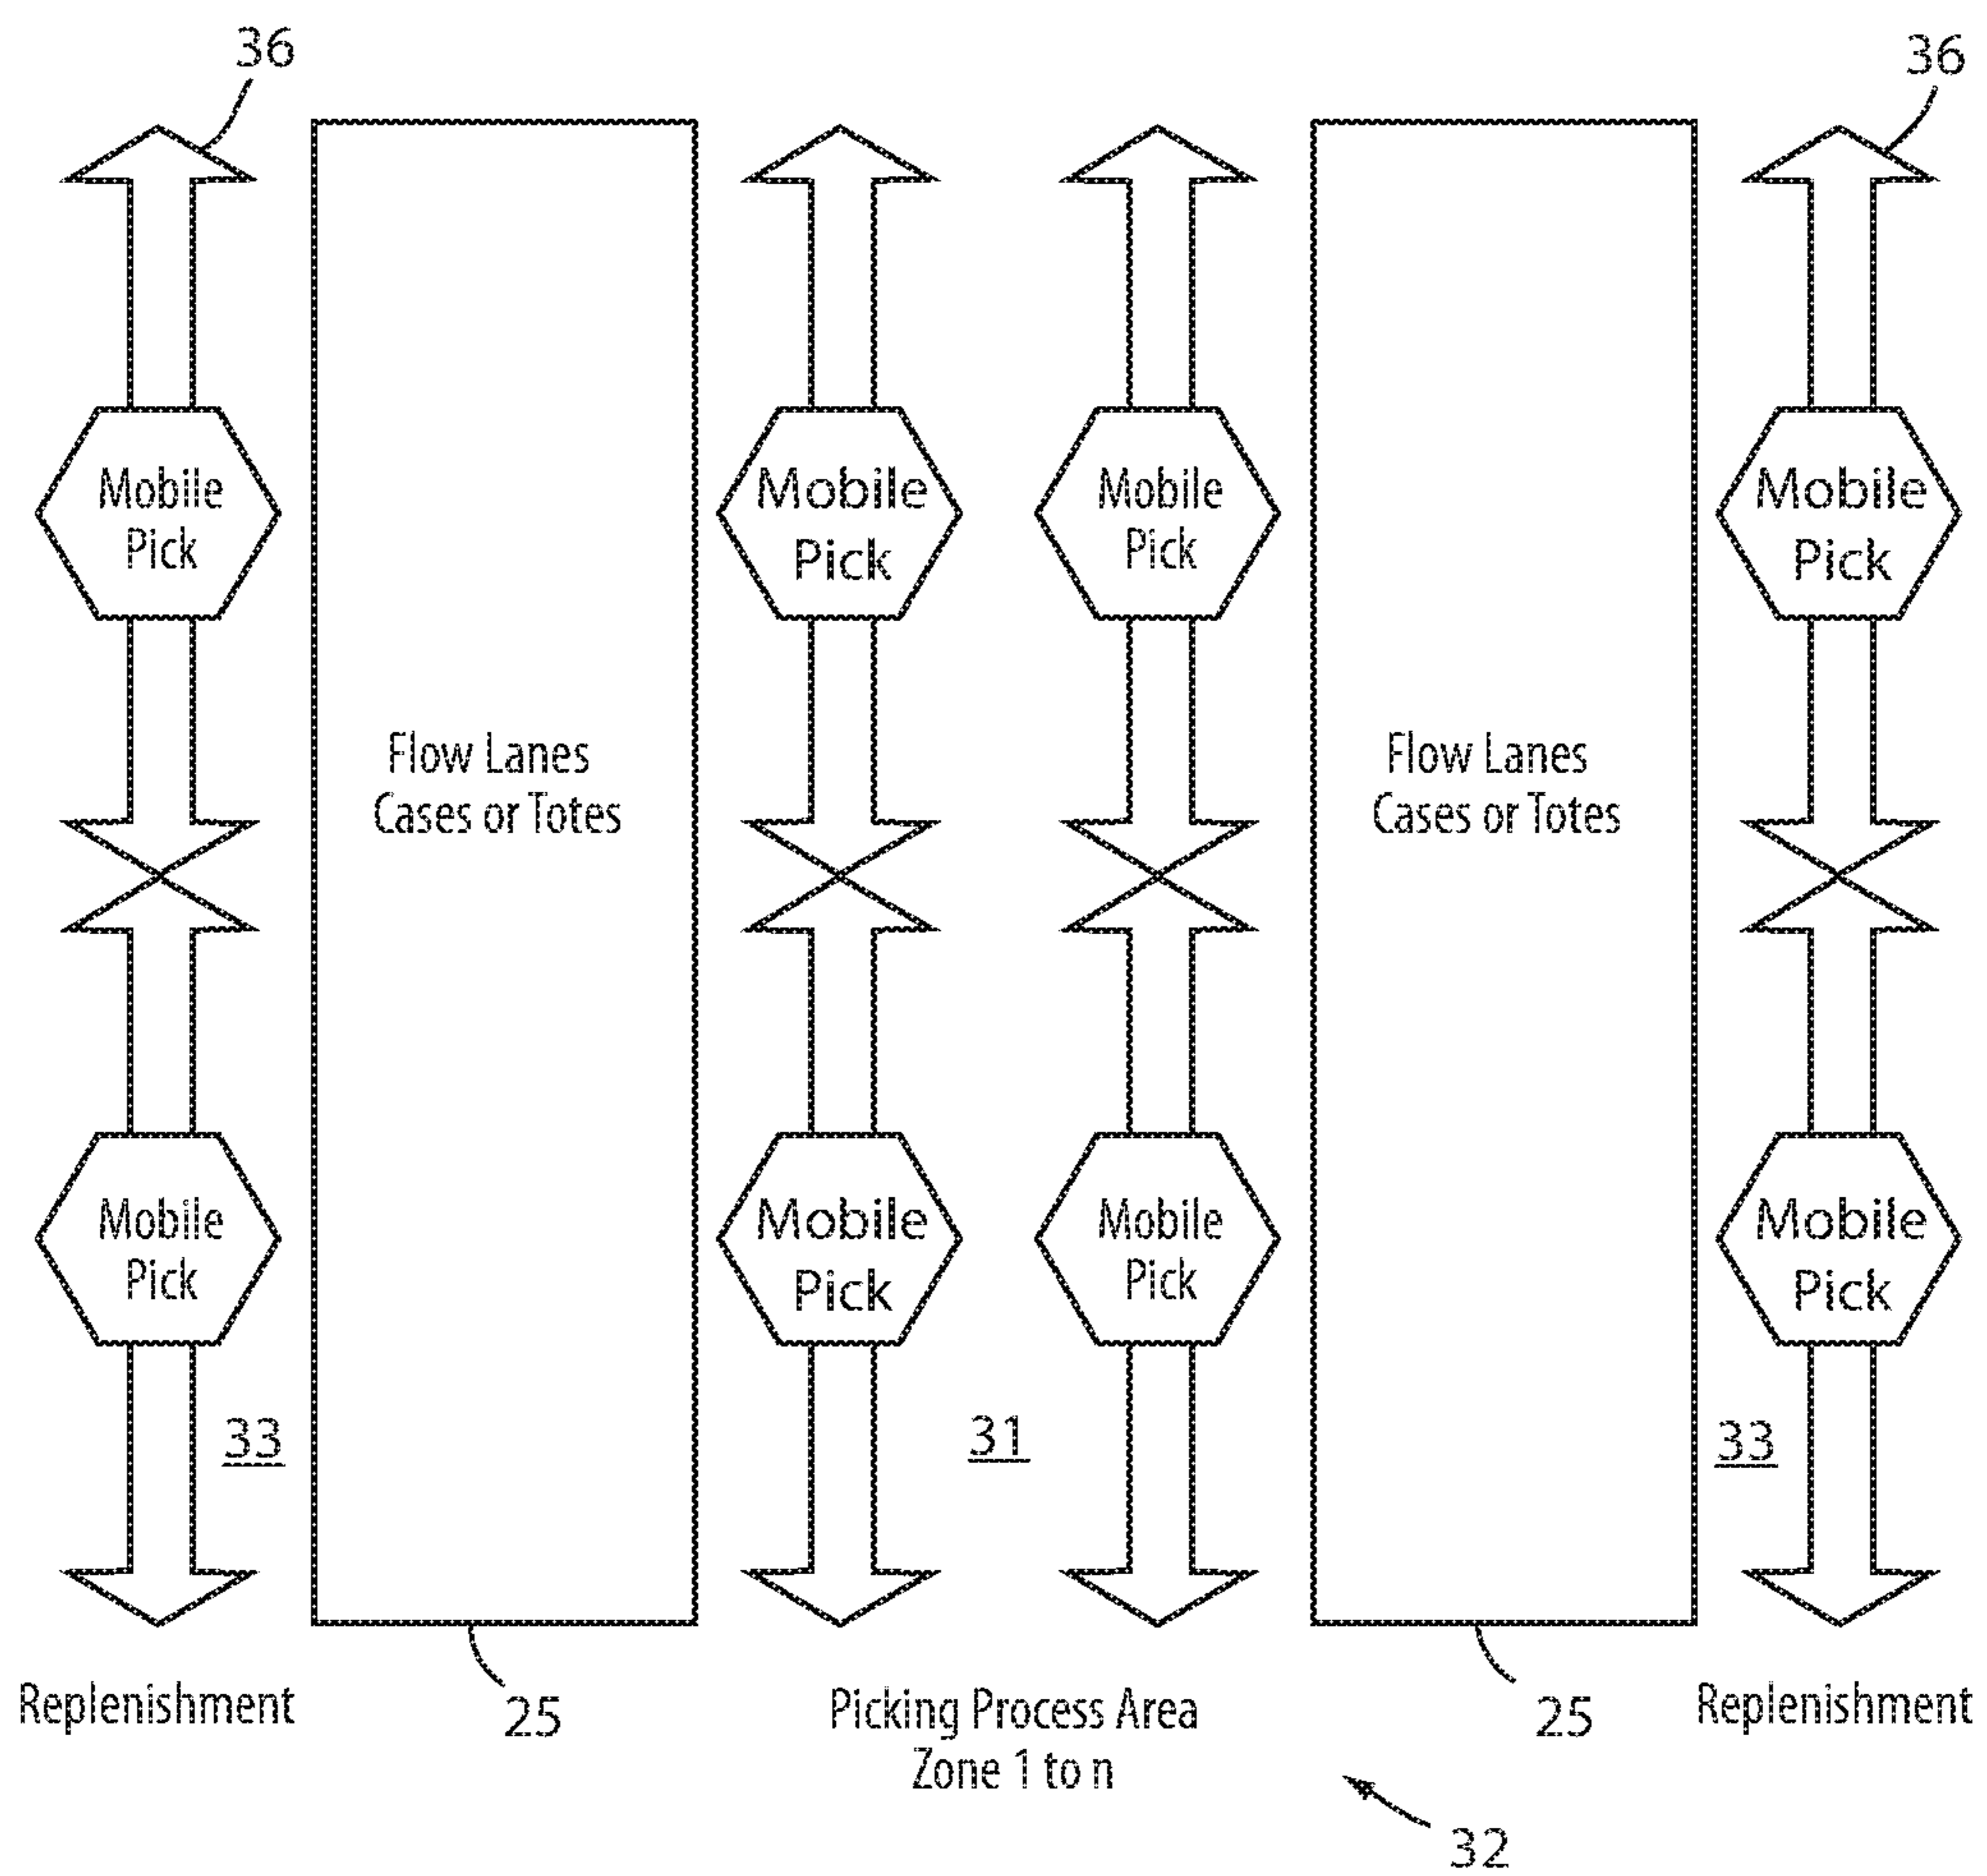 36
36
Mobile
Pick
Mobile
Pick
Mobile
Pick
Mobile
Pick
Flow Lanes
Cases or Totes
Flow Lanes
Cases or Totes
Mobile
Pick
Mobile
Pick
Mobile
Pick
Mobile
Pick
33
31
33
Replenishment
25
Picking Process Area
Zone 1 to n
25
Replenishment
32